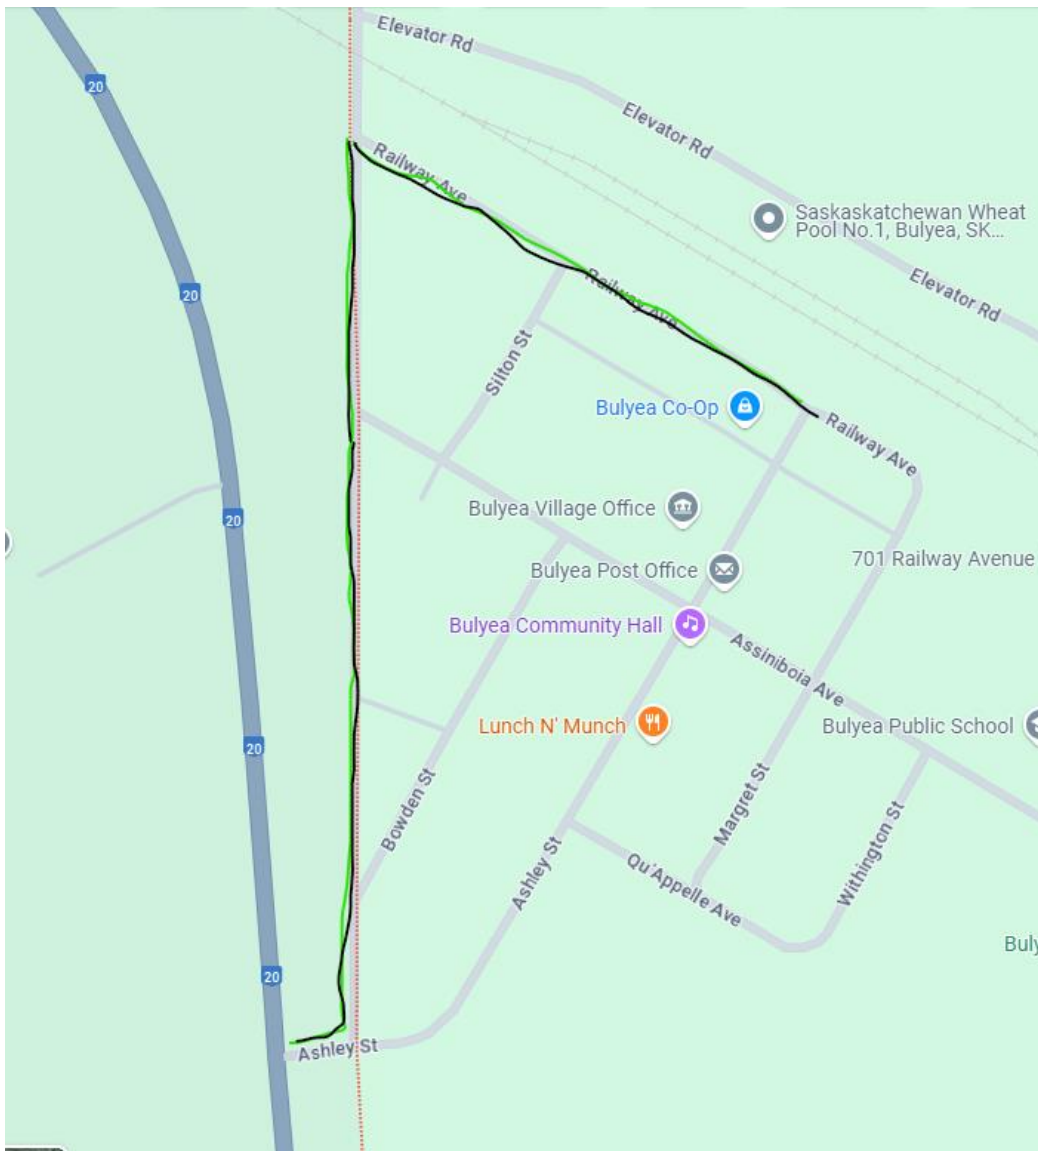 Elevator Rd
20
Elevator Rd
Railway Ave
Saskaskatchewan Wheat
Pool No.1, Bulyea, SK...
Elevator Rd
20
Railway Ave
Silton St
Bulyea Co-Op
Railway Ave
Bulyea Village Office
20
701 Railway Avenue
Bulyea Post Office
Bulyea Community Hall
Assiniboia Ave
Lunch N' Munch
Bulyea Public School
20
Bowden St
Margret St
Withington St
Ashley St
Qu'Appelle Ave
Buly
20
Ashley St